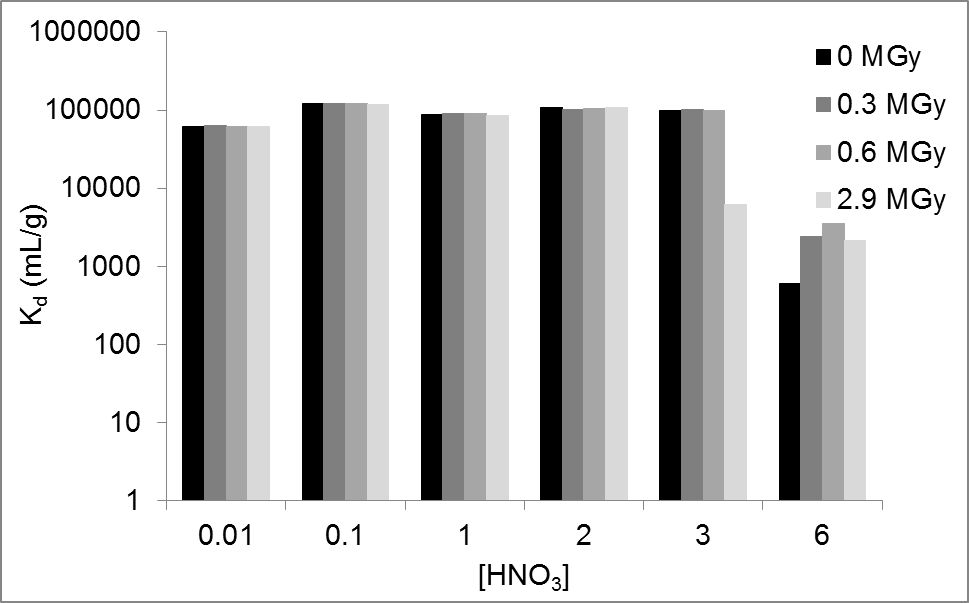 1000000
100000
10000
1000
100
10
1
K_d (mL/g)
0 MGy
0.3 MGy
0.6 MGy
2.9 MGy
0.01 0.1 1 2 3 6
[HNO₃]